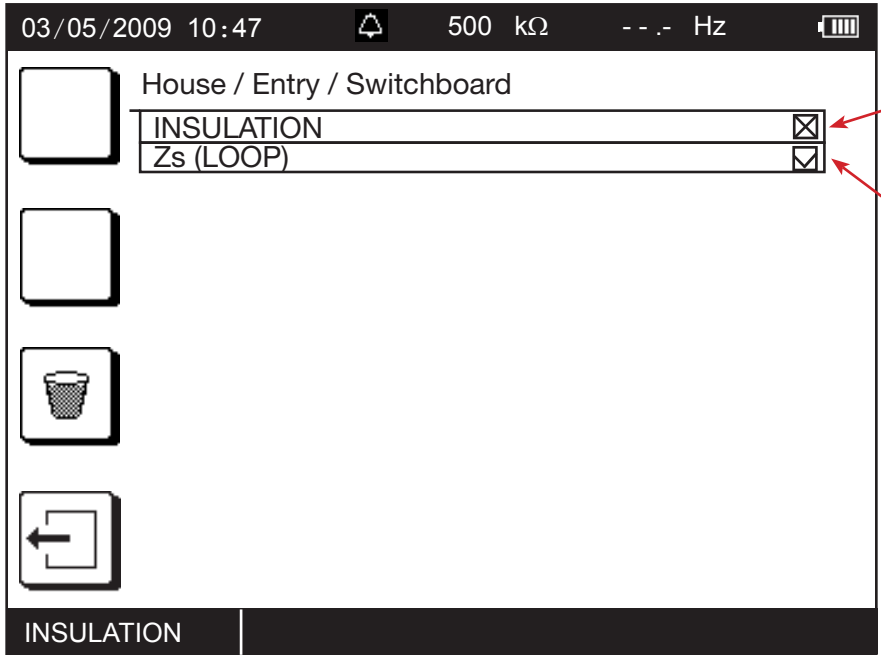 03/05/2009 10:47 500 kΩ - - .- Hz
House / Entry / Switchboard
INSULATION
Zs (LOOP)
INSULATION